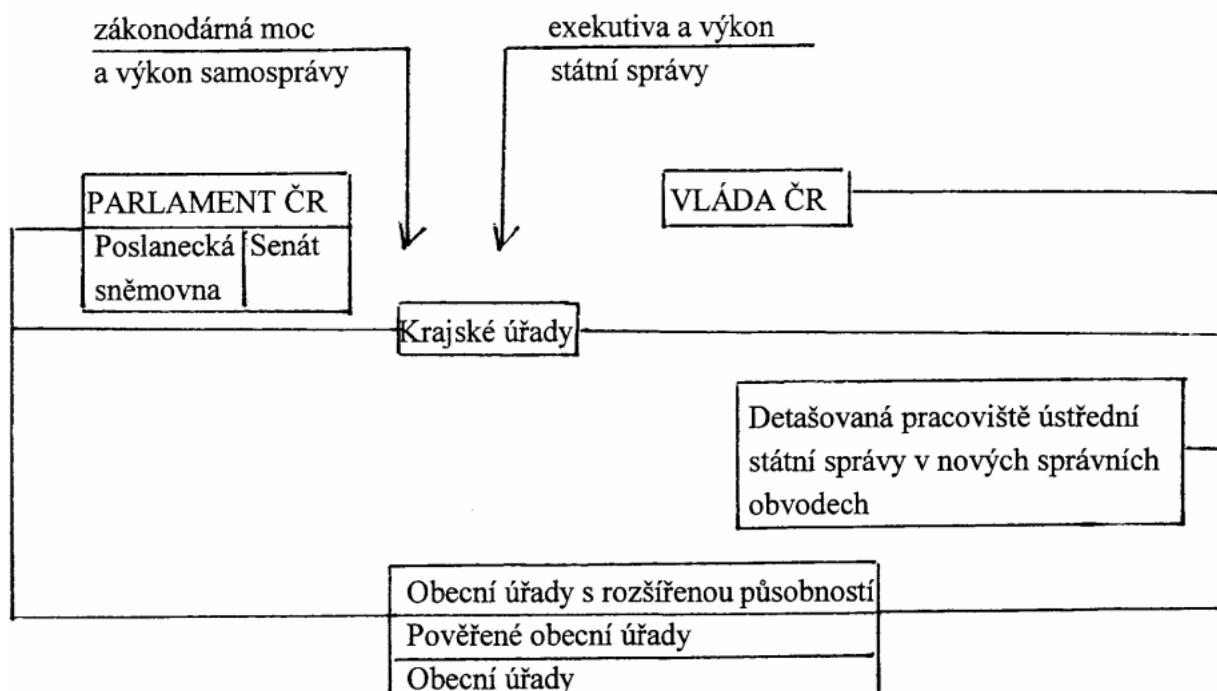 zákonodárná moc
a výkon samosprávy
exekutiva a výkon
státní správy
PARLAMENT ČR
Poslanecká
sněmovna
Senát
VLÁDA ČR
Krajské úřady
Detašovaná pracoviště ústřední
státní správy v nových správních
obvodech
Obecní úřady s rozšířenou působností
Pověřené obecní úřady
Obecní úřady